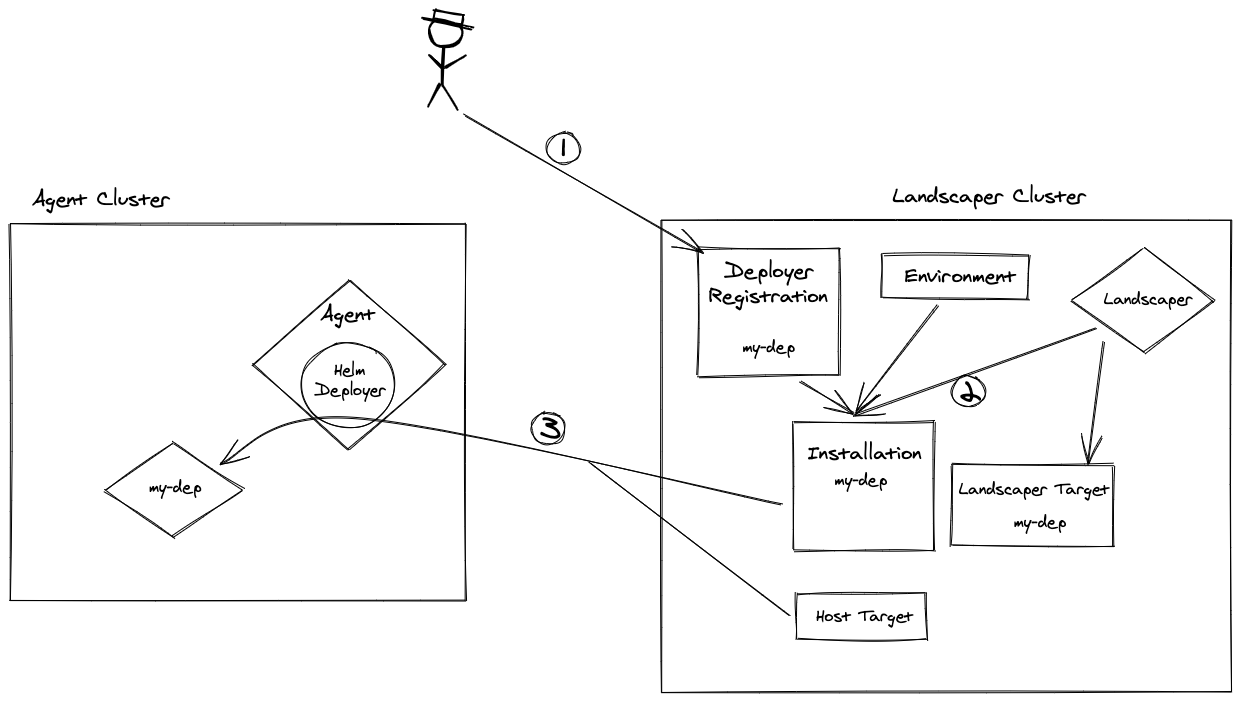 1
Agent Cluster
Landscaper Cluster
Deployer
Registration
my-dep
Environment
Landscaper
Agent
Helm
Deployer
2
3
my-dep
Installation
my-dep
Landscaper Target
my-dep
Host Target